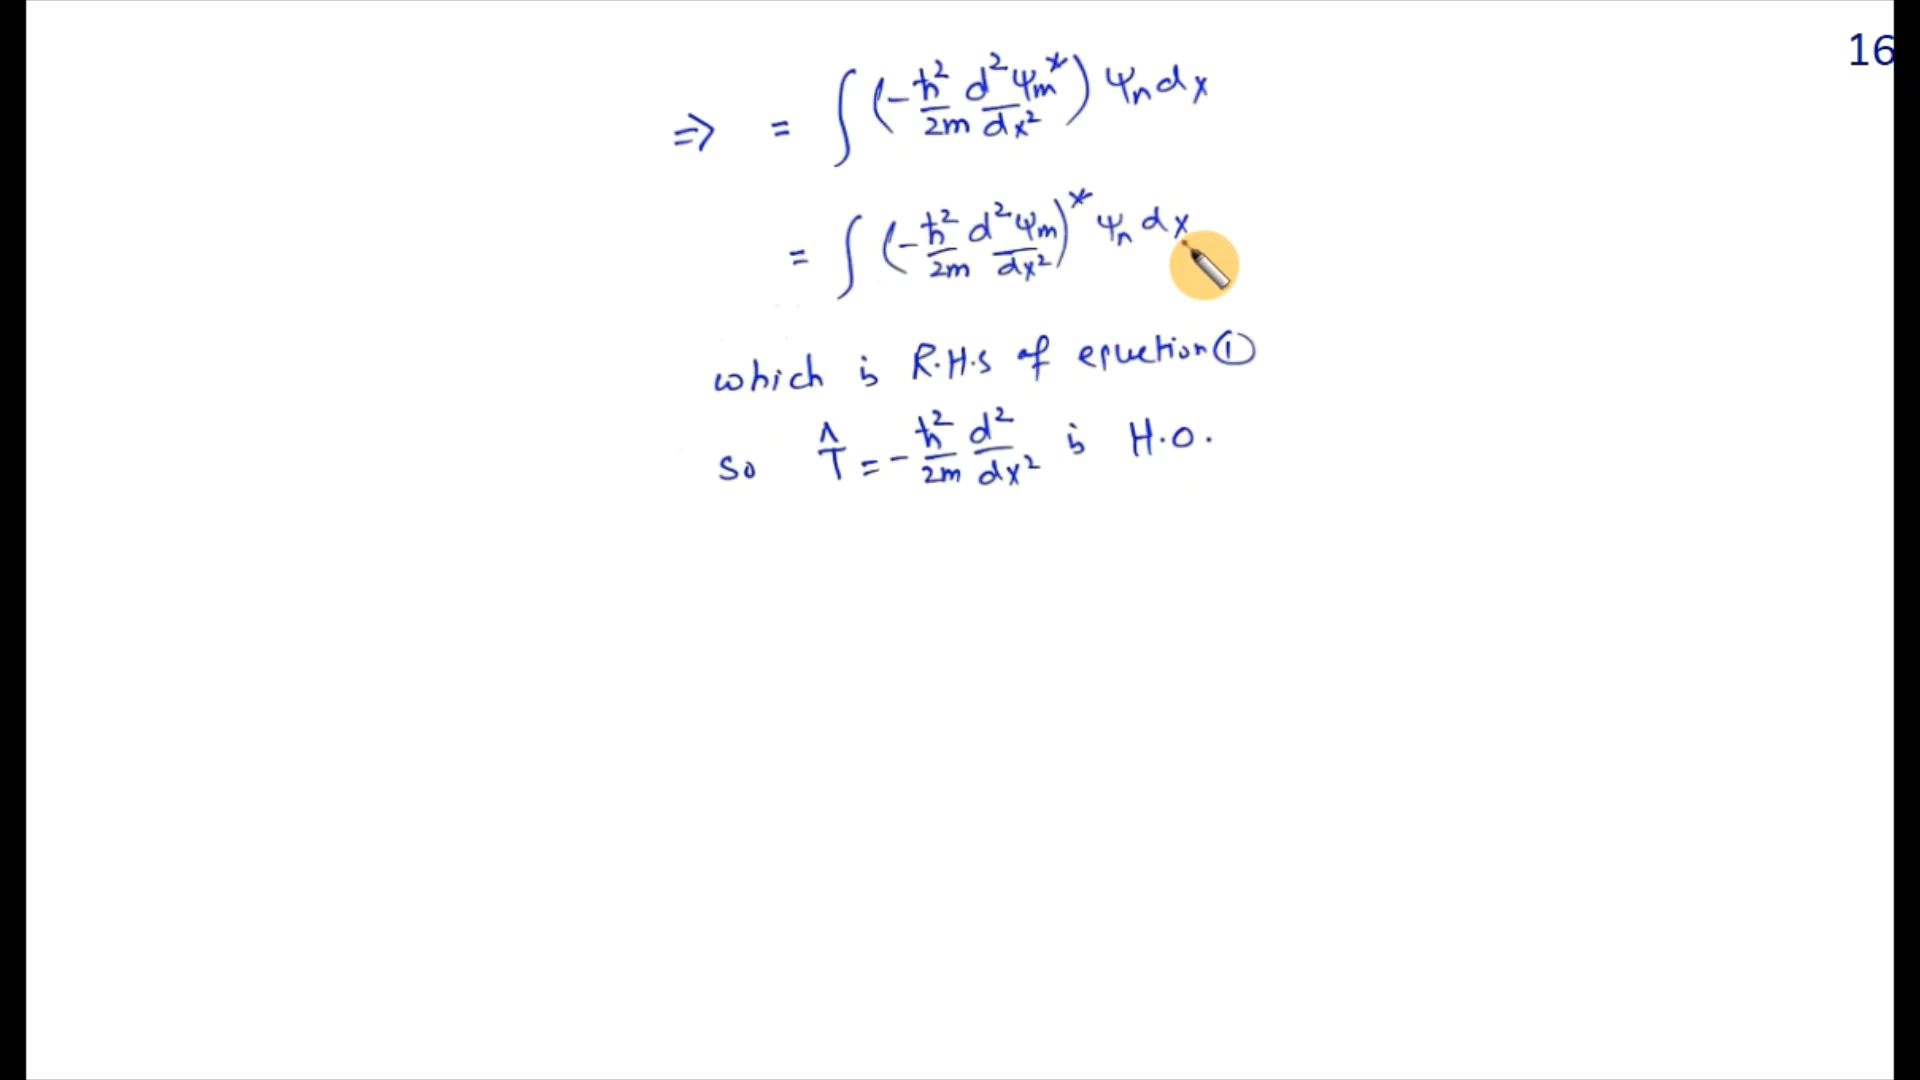 16
⇒ = ∫ (-ħ²/2m d²ψₘ*/dx²) ψₙ dx
= ∫ (-ħ²/2m d²ψₘ/dx²)* ψₙ dx
which is R.H.S of equetion ①
so T̂ = -ħ²/2m d²/dx² is H.O.